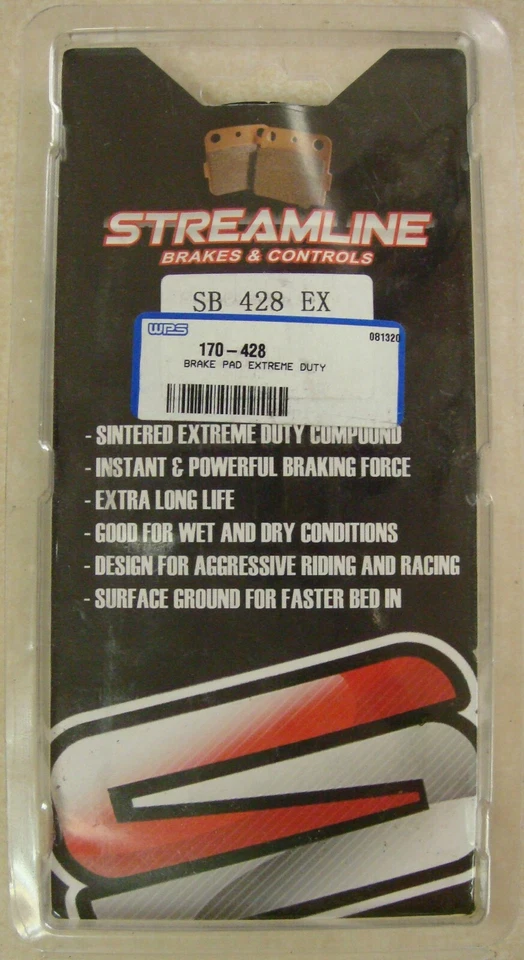 STREAMLINE
BRAKES & CONTROLS
SB 428 EX
WPS 081320
170-428
BRAKE PAD EXTREME DUTY
- SINTERED EXTREME DUTY COMPOUND
- INSTANT & POWERFUL BRAKING FORCE
- EXTRA LONG LIFE
- GOOD FOR WET AND DRY CONDITIONS
- DESIGN FOR AGGRESSIVE RIDING AND RACING
- SURFACE GROUND FOR FASTER BED IN